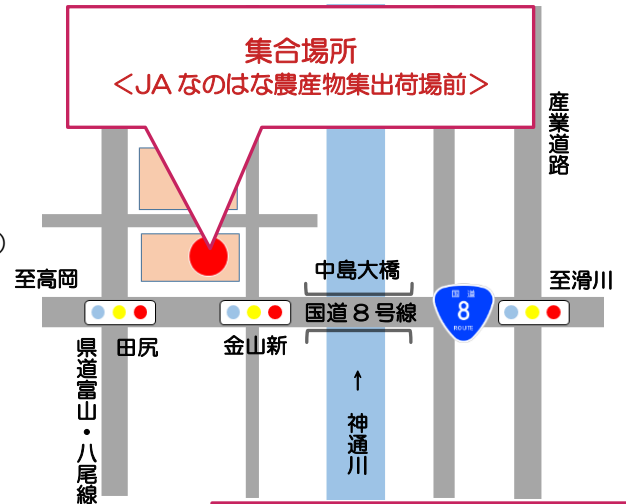 集合場所
<JAなのはな農産物集出荷場前>
産業道路
)
至高岡
中島大橋
至滑川
国道8号線
国道
8
ROUTE
田尻
金山新
県道富山・八尾線
↑
神通川